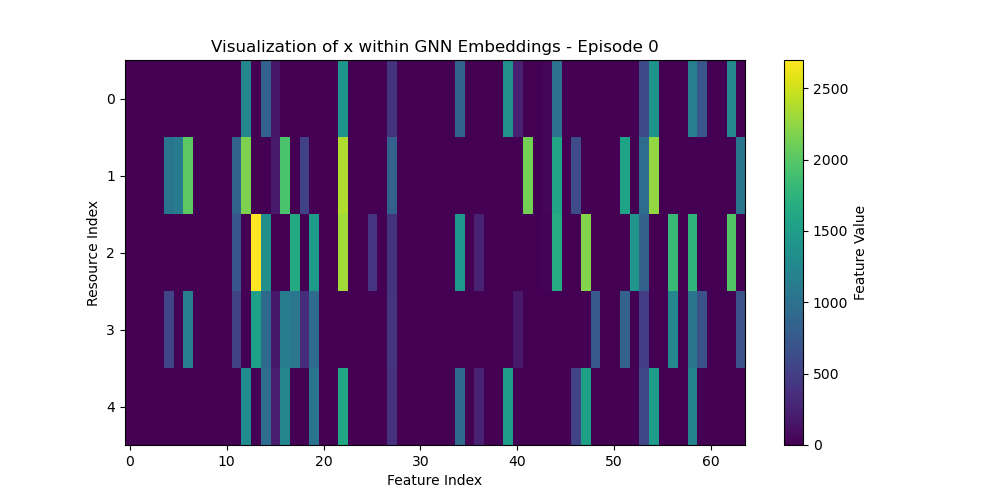 Visualization of x within GNN Embeddings - Episode 0
Resource Index
0
1
2
3
4
0 10 20 30 40 50 60
Feature Index
2500
2000
1500
1000
500
0
Feature Value